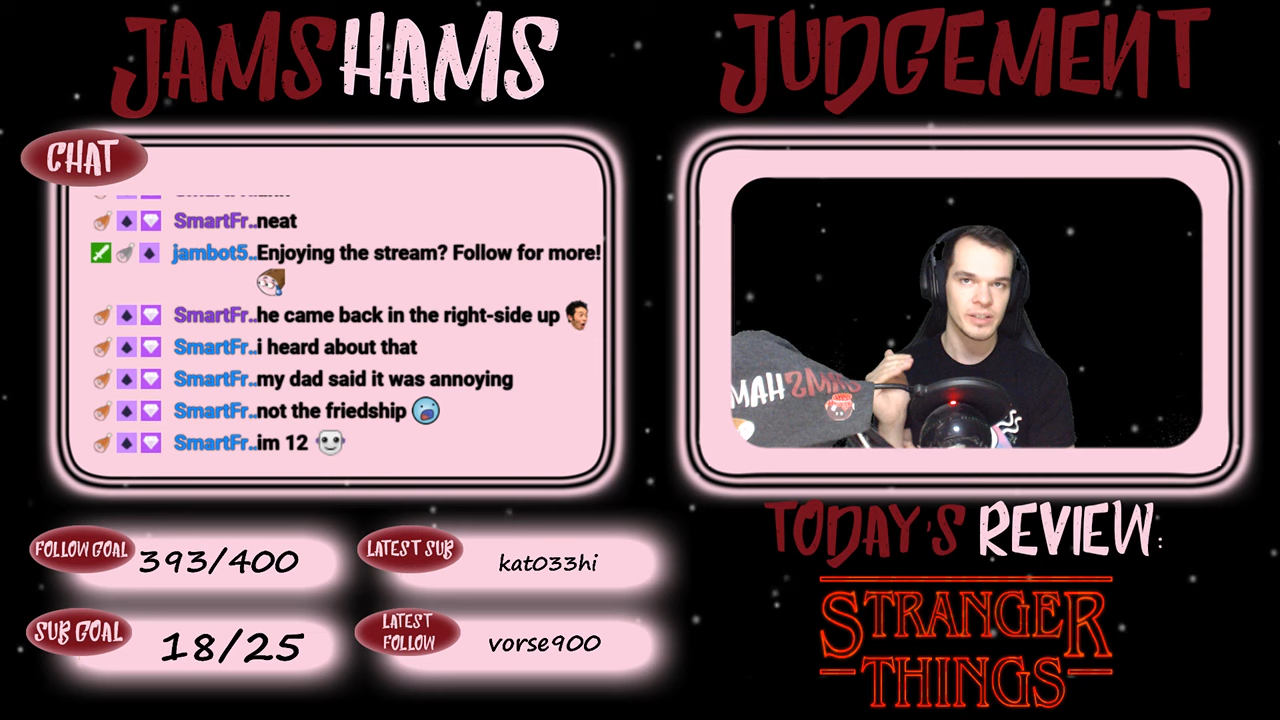 JAMSHAMS
JUDGEMENT
CHAT
SmartFr..neat
jambot5..Enjoying the stream? Follow for more!
SmartFr..he came back in the right-side up
SmartFr..i heard about that
SmartFr..my dad said it was annoying
SmartFr..not the friedship
SmartFr..im 12
HAMSMAL
FOLLOW GOAL
393/400
LATEST SUB
kat033hi
SUB GOAL
18/25
LATEST
FOLLOW
vorse900
TODAY'S REVIEW:
STRANGER
THINGS